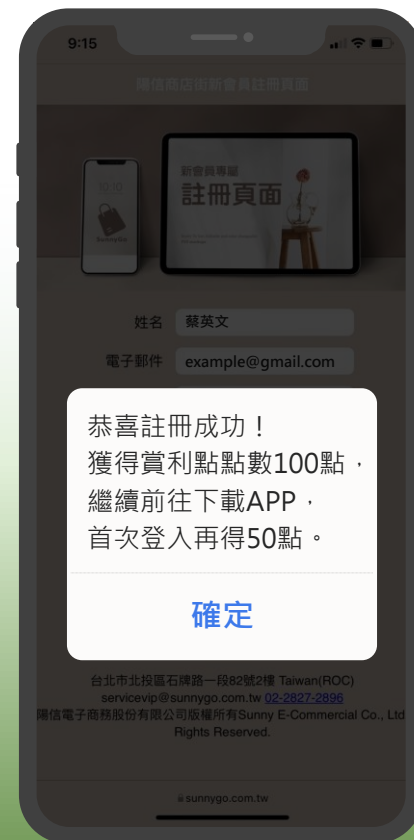 9:15
陽信商店街新會員註冊頁面
10:10
SunnyGo
新會員專屬
註冊頁面
姓名 蔡英文
電子郵件 example@gmail.com
恭喜註冊成功！
獲得賞利點點數100點，
繼續前往下載APP，
首次登入再得50點。
確定
台北市北投區石牌路一段82號2樓 Taiwan(ROC)
servicevip@sunnygo.com.tw 02-2827-2896
陽信電子商務股份有限公司版權所有Sunny E-Commercial Co., Ltd
Rights Reserved.
sunnygo.com.tw